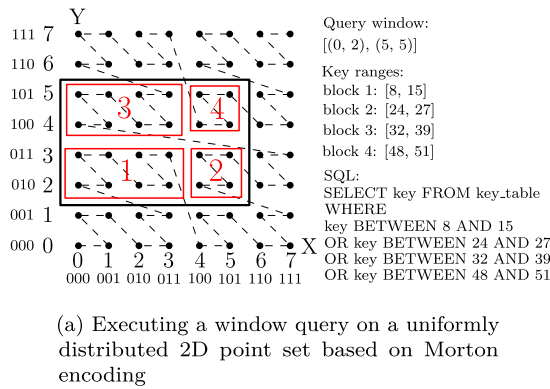 Y
111 7
110 6
101 5
100 4
011 3
010 2
001 1
000 0
3 4
1 2
X
0 1 2 3 4 5 6 7
000 001 010 011 100 101 110 111
Query window:
[(0, 2), (5, 5)]
Key ranges:
block 1: [8, 15]
block 2: [24, 27]
block 3: [32, 39]
block 4: [48, 51]
SQL:
SELECT key FROM key_table
WHERE
key BETWEEN 8 AND 15
OR key BETWEEN 24 AND 27
OR key BETWEEN 32 AND 39
OR key BETWEEN 48 AND 51
(a) Executing a window query on a uniformly
distributed 2D point set based on Morton
encoding